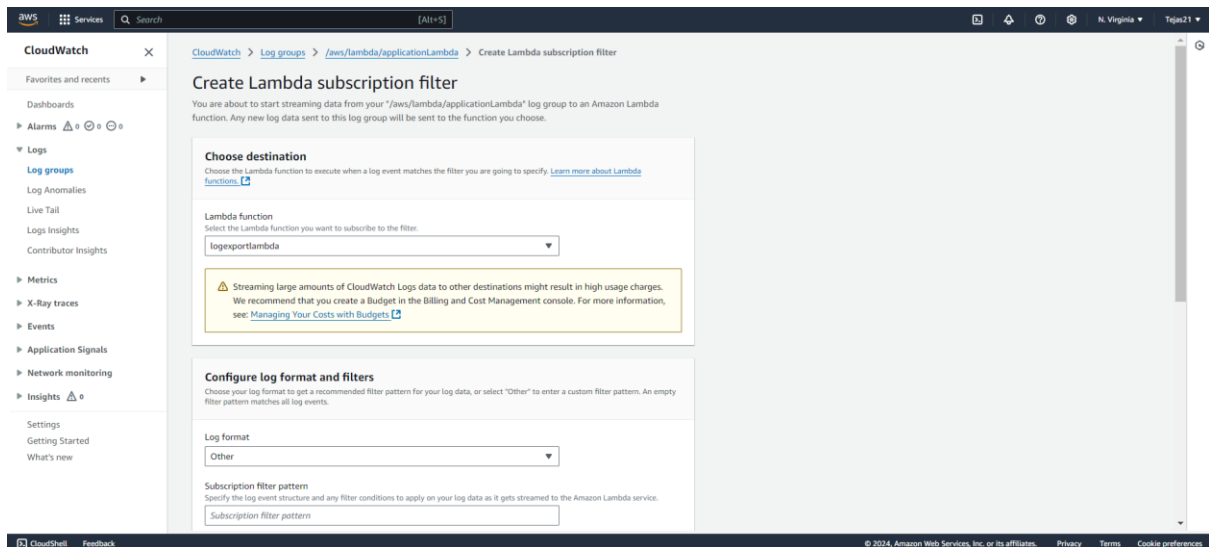 aws
Services
Search
[Alt+S]
N. Virginia
Tejas21
CloudWatch
Favorites and recents
Dashboards
Alarms 0 0 0
Logs
Log groups
Log Anomalies
Live Tail
Logs Insights
Contributor Insights
Metrics
X-Ray traces
Events
Application Signals
Network monitoring
Insights 0
Settings
Getting Started
What's new
CloudWatch > Log groups > /aws/lambda/applicationLambda > Create Lambda subscription filter
Create Lambda subscription filter
You are about to start streaming data from your "/aws/lambda/applicationLambda" log group to an Amazon Lambda
function. Any new log data sent to this log group will be sent to the function you choose.
Choose destination
Choose the Lambda function to execute when a log event matches the filter you are going to specify. Learn more about Lambda
functions.
Lambda function
Select the Lambda function you want to subscribe to the filter.
logexportlambda
Streaming large amounts of CloudWatch Logs data to other destinations might result in high usage charges.
We recommend that you create a Budget in the Billing and Cost Management console. For more information,
see: Managing Your Costs with Budgets
Configure log format and filters
Choose your log format to get a recommended filter pattern for your log data, or select "Other" to enter a custom filter pattern. An empty
filter pattern matches all log events.
Log format
Other
Subscription filter pattern
Specify the log event structure and any filter conditions to apply on your log data as it gets streamed to the Amazon Lambda service.
Subscription filter pattern
CloudShell
Feedback
© 2024, Amazon Web Services, Inc. or its affiliates.
Privacy
Terms
Cookie preferences